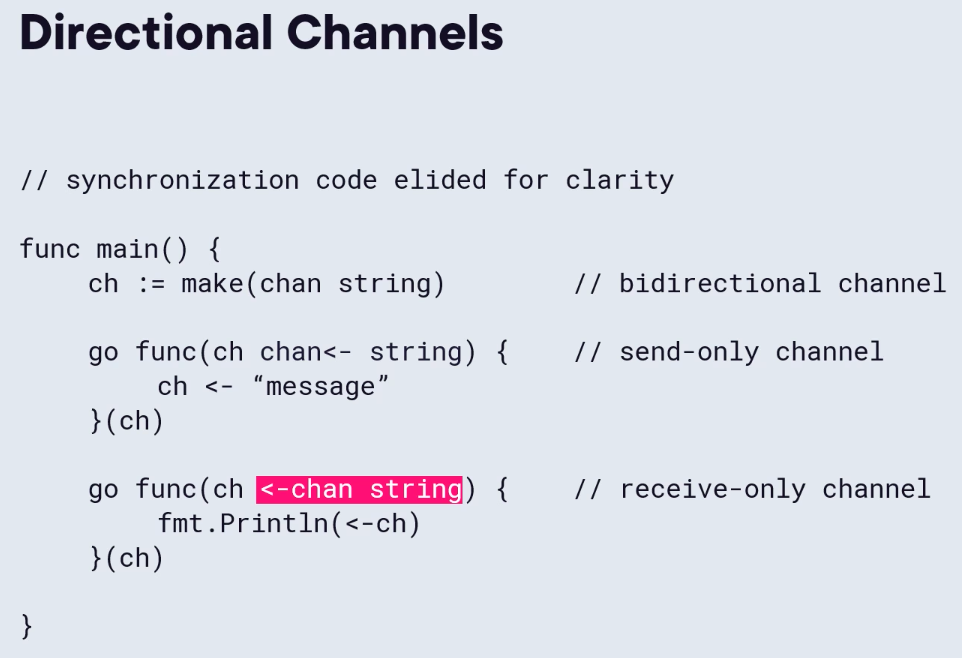 Directional Channels
// synchronization code elided for clarity
func main() {
ch := make(chan string) // bidirectional channel
go func(ch chan<- string) { // send-only channel
ch <- “message”
}(ch)
go func(ch <-chan string) { // receive-only channel
fmt.Println(<-ch)
}(ch)
}